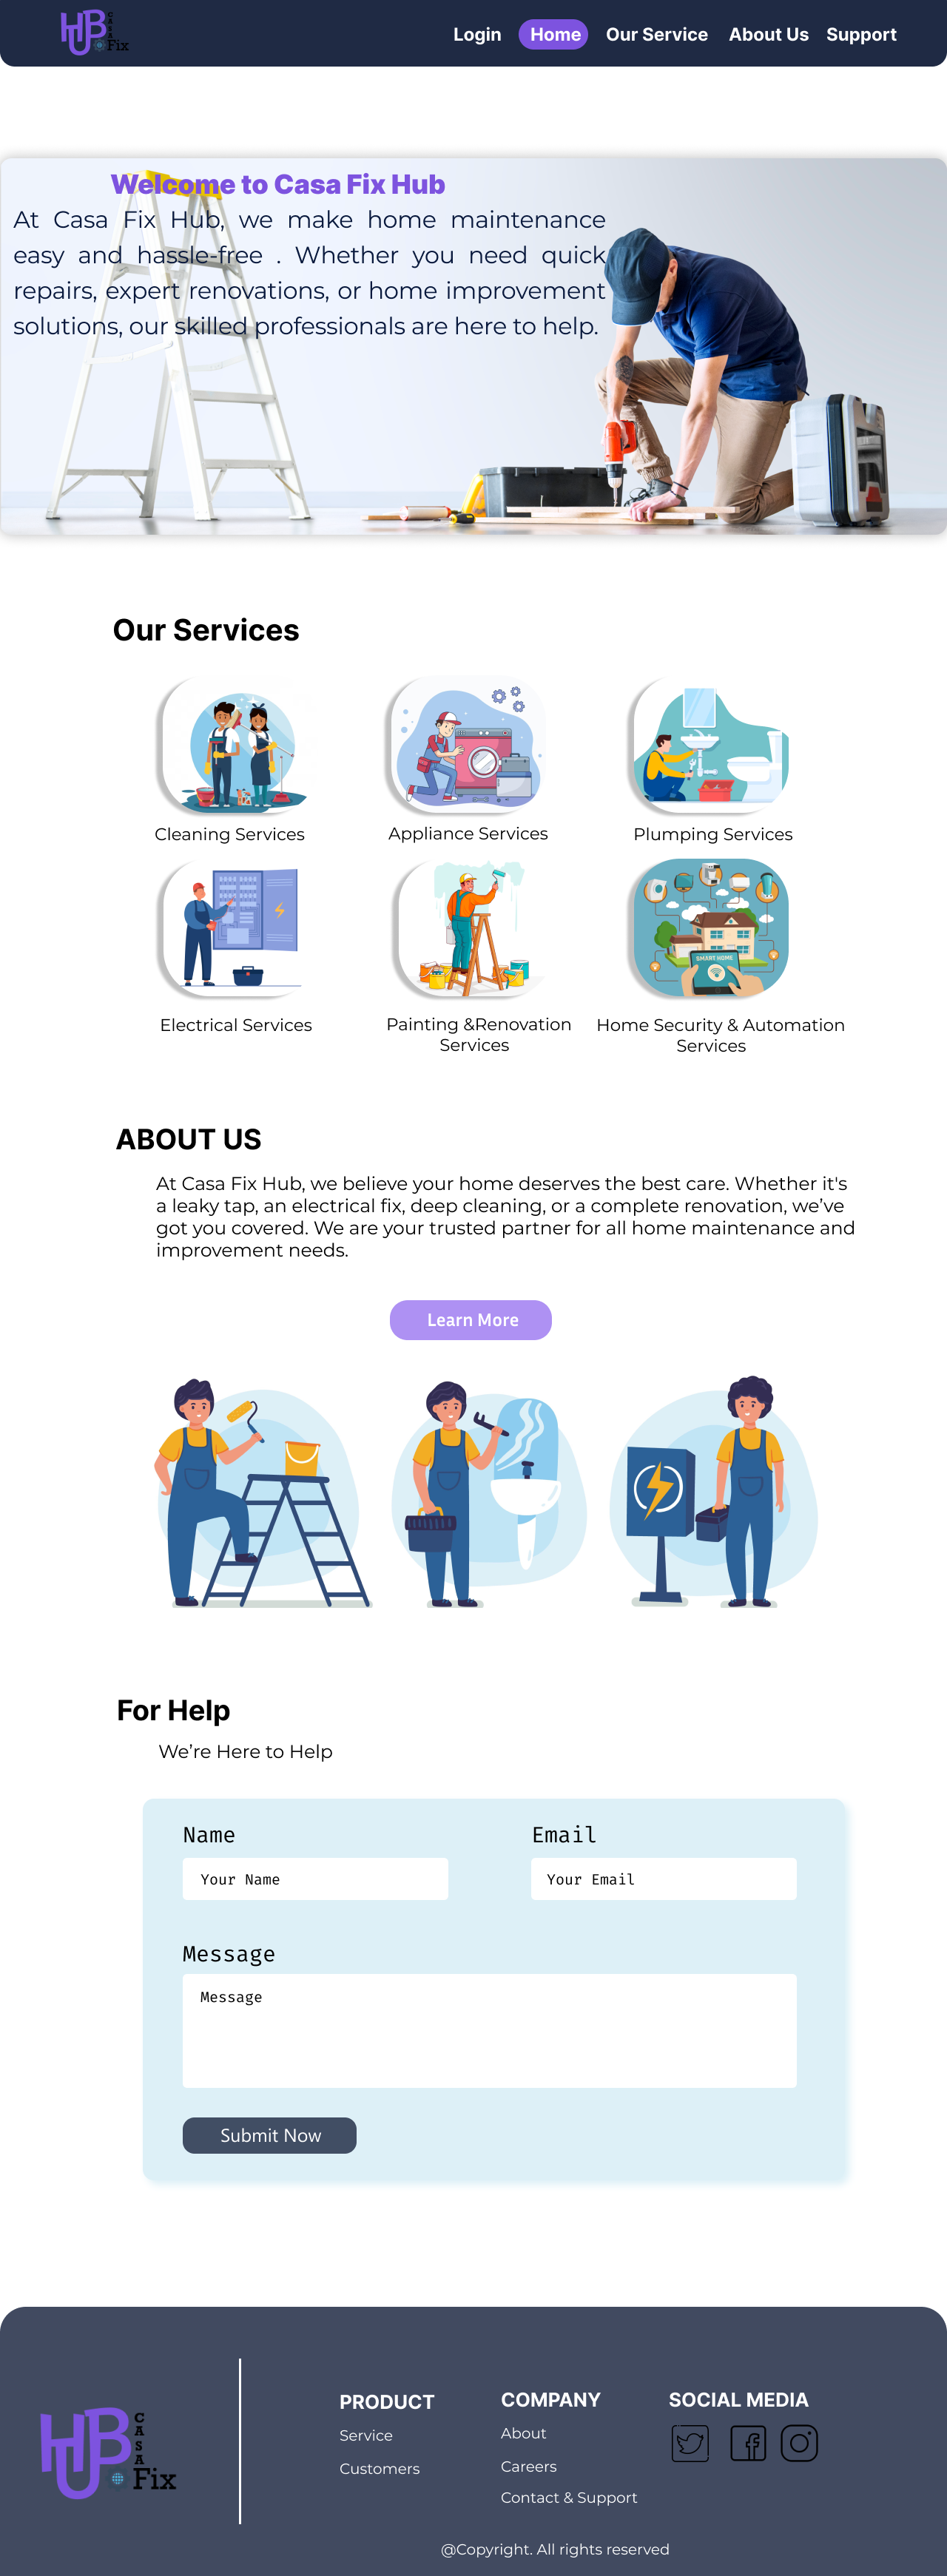 HUB CASA Fix
Login Home Our Service About Us Support
Welcome to Casa Fix Hub
At Casa Fix Hub, we make home maintenance
easy and hassle-free . Whether you need quick
repairs, expert renovations, or home improvement
solutions, our skilled professionals are here to help.
Our Services
Cleaning Services
Appliance Services
Plumping Services
SMART HOME
Electrical Services
Painting &Renovation
Services
Home Security & Automation
Services
ABOUT US
At Casa Fix Hub, we believe your home deserves the best care. Whether it's
a leaky tap, an electrical fix, deep cleaning, or a complete renovation, we’ve
got you covered. We are your trusted partner for all home maintenance and
improvement needs.
Learn More
For Help
We’re Here to Help
Name
Your Name
Email
Your Email
Message
Message
Submit Now
HUB CASA Fix
PRODUCT
Service
Customers
COMPANY
About
Careers
Contact & Support
SOCIAL MEDIA
@Copyright. All rights reserved